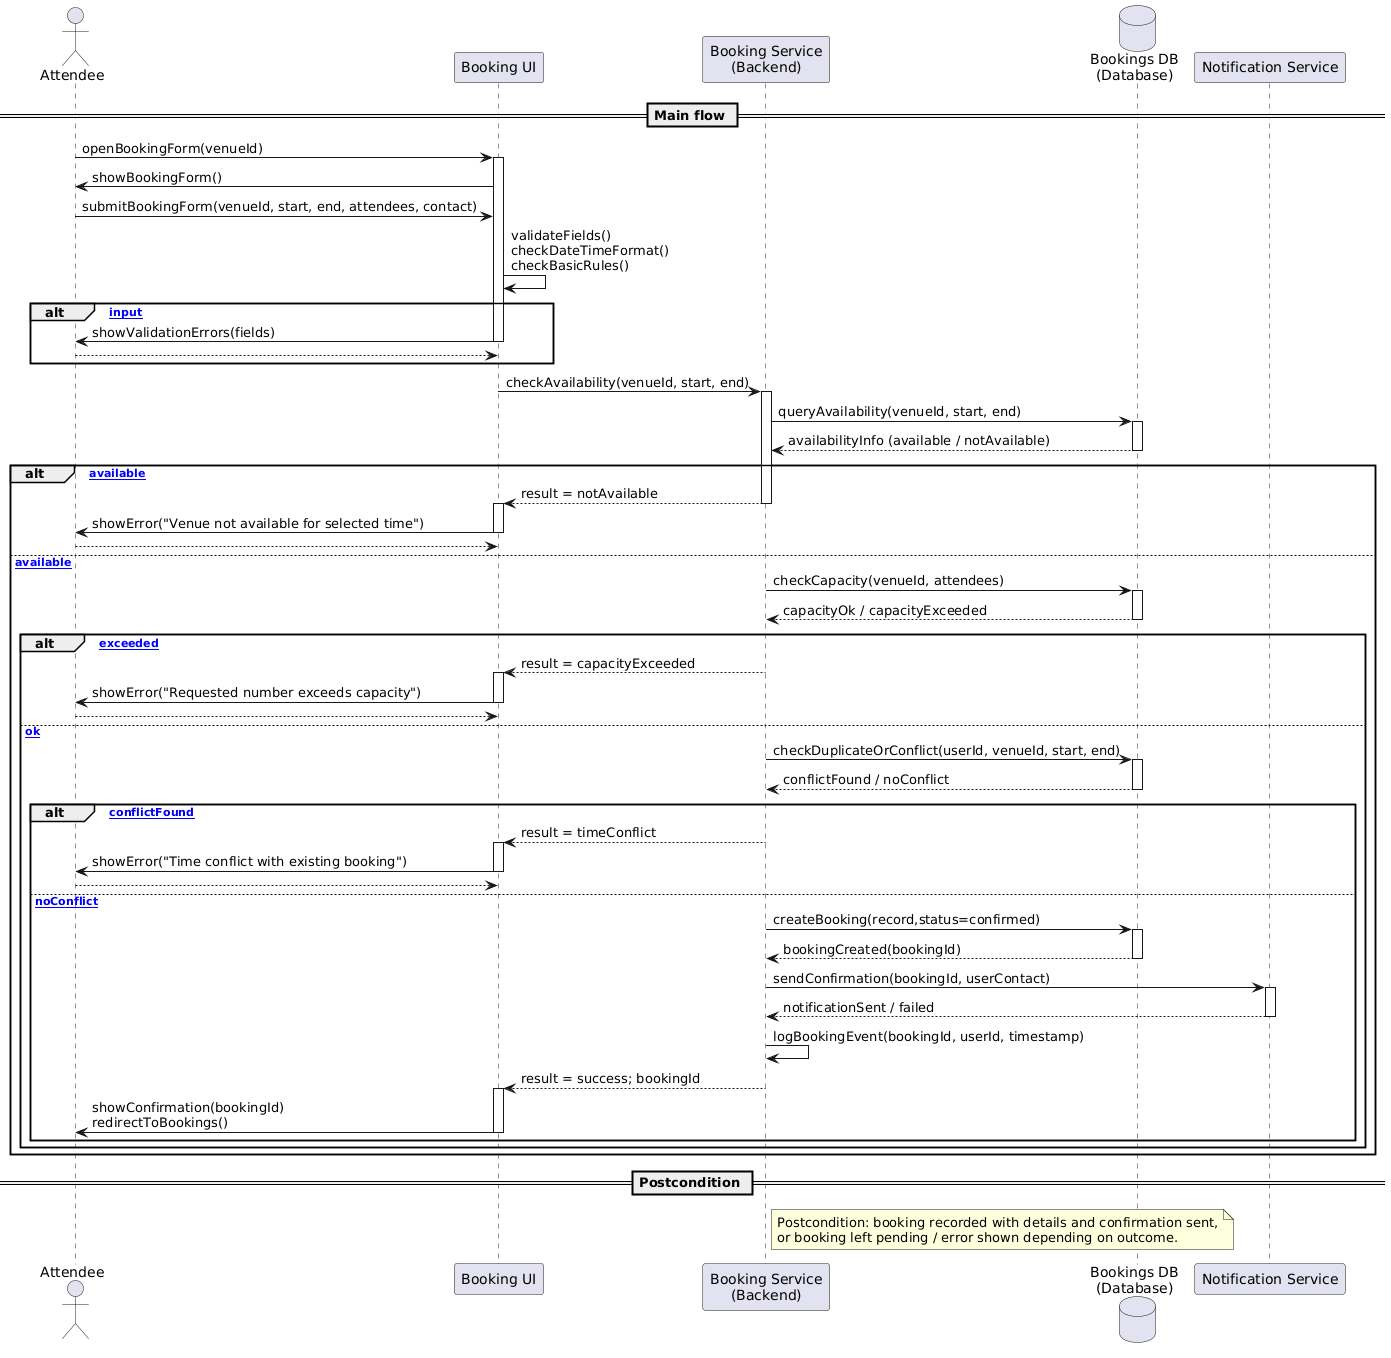 Attendee
Booking UI
Booking Service
(Backend)
Bookings DB
(Database)
Notification Service
Main flow
openBookingForm(venueId)
showBookingForm()
submitBookingForm(venueId, start, end, attendees, contact)
validateFields()
checkDateTimeFormat()
checkBasicRules()
alt
input
showValidationErrors(fields)
checkAvailability(venueId, start, end)
queryAvailability(venueId, start, end)
availabilityInfo (available / notAvailable)
alt
available
result = notAvailable
showError("Venue not available for selected time")
available
checkCapacity(venueId, attendees)
capacityOk / capacityExceeded
alt
exceeded
result = capacityExceeded
showError("Requested number exceeds capacity")
ok
checkDuplicateOrConflict(userId, venueId, start, end)
conflictFound / noConflict
alt
conflictFound
result = timeConflict
showError("Time conflict with existing booking")
noConflict
createBooking(record,status=confirmed)
bookingCreated(bookingId)
sendConfirmation(bookingId, userContact)
notificationSent / failed
logBookingEvent(bookingId, userId, timestamp)
result = success; bookingId
showConfirmation(bookingId)
redirectToBookings()
Postcondition
Postcondition: booking recorded with details and confirmation sent,
or booking left pending / error shown depending on outcome.
Attendee
Booking UI
Booking Service
(Backend)
Bookings DB
(Database)
Notification Service